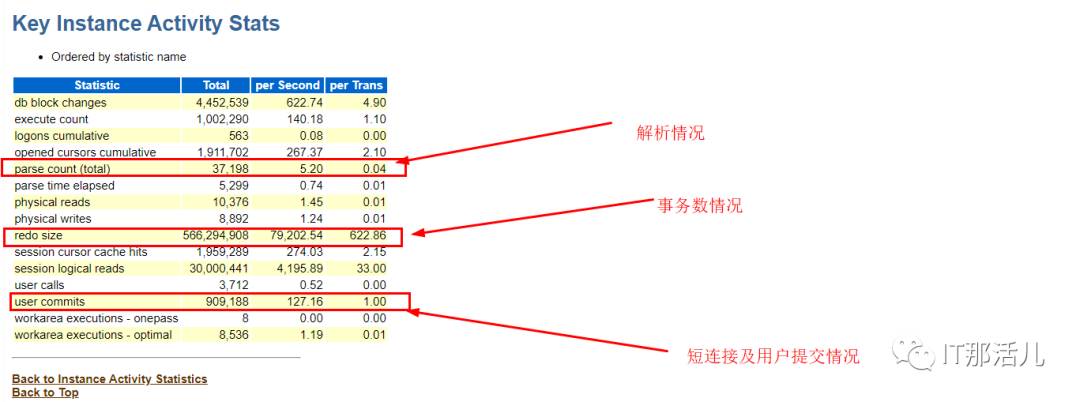 Key Instance Activity Stats
• Ordered by statistic name
Statistic Total per Second per Trans
db block changes 4,452,539 622.74 4.90
execute count 1,002,290 140.18 1.10
logons cumulative 563 0.08 0.00
opened cursors cumulative 1,911,702 267.37 2.10
parse count (total) 37,198 5.20 0.04
parse time elapsed 5,299 0.74 0.01
physical reads 10,376 1.45 0.01
physical writes 8,892 1.24 0.01
redo size 566,294,908 79,202.54 622.86
session cursor cache hits 1,959,289 274.03 2.15
session logical reads 30,000,441 4,195.89 33.00
user calls 3,712 0.52 0.00
user commits 909,188 127.16 1.00
workarea executions - onepass 8 0.00 0.00
workarea executions - optimal 8,536 1.19 0.01
解析情况
事务数情况
短连接及用户提交情况
IT那活儿
Back to Instance Activity Statistics
Back to Top